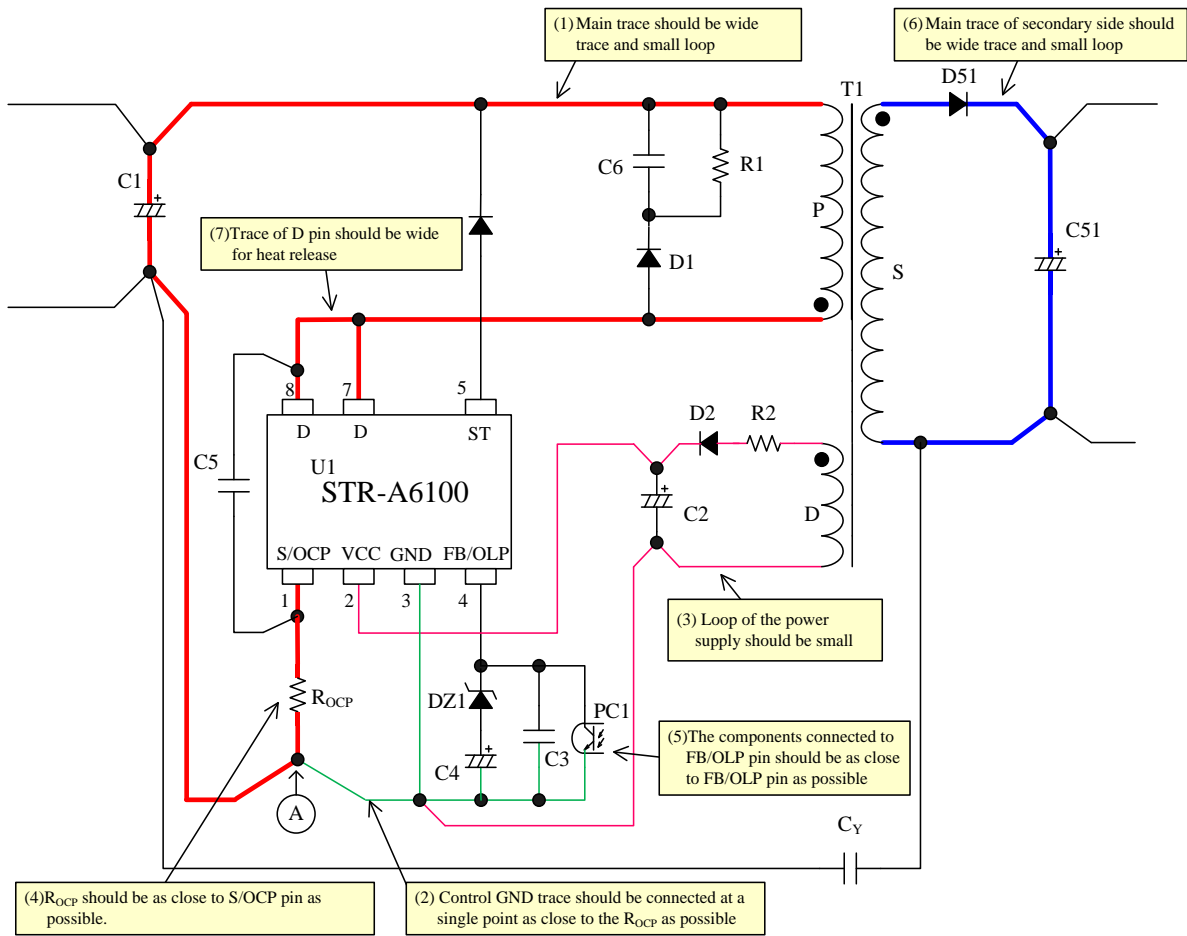 (1) Main trace should be wide
trace and small loop
(6) Main trace of secondary side should
be wide trace and small loop
D51
T1
C1
C6
R1
P
(7)Trace of D pin should be wide
for heat release
D1
S
C51
8
7
5
D
D
ST
D2
R2
C5
U1
STR-A6100
C2
D
S/OCP
VCC
GND
FB/OLP
1
2
3
4
(3) Loop of the power
supply should be small
ROCP
DZ1
PC1
C4
C3
(5)The components connected to
FB/OLP pin should be as close
to FB/OLP pin as possible
A
CY
(4)ROCP should be as close to S/OCP pin as
possible.
(2) Control GND trace should be connected at a
single point as close to the ROCP as possible